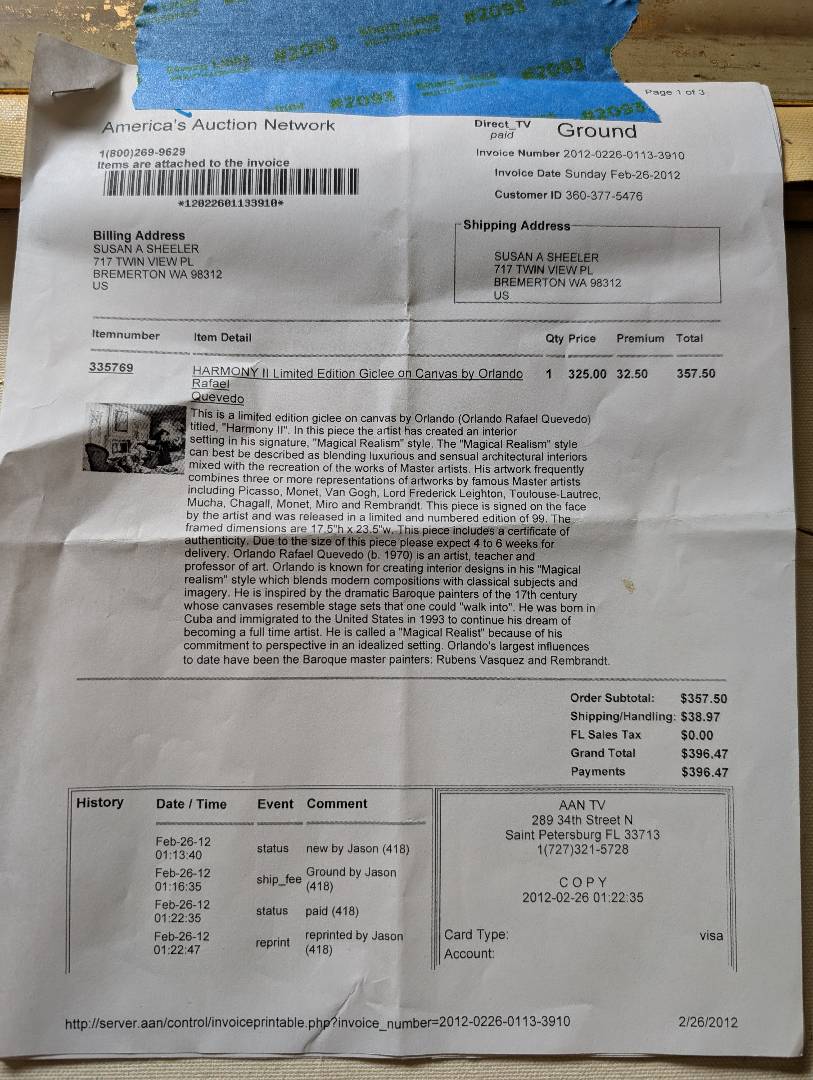 #2093
#2093
#2093
#2093
#2093
Page 1 of 3
America's Auction Network
Direct_TV
paid
Ground
1(800)269-9629
Items are attached to the invoice
*12022601133910*
Invoice Number 2012-0226-0113-3910
Invoice Date Sunday Feb-26-2012
Customer ID 360-377-5476
Billing Address
SUSAN A SHEELER
717 TWIN VIEW PL
BREMERTON WA 98312
US
Shipping Address
SUSAN A SHEELER
717 TWIN VIEW PL
BREMERTON WA 98312
US
Itemnumber Item Detail Qty Price Premium Total
335769 HARMONY II Limited Edition Giclee on Canvas by Orlando 1 325.00 32.50 357.50
Rafael
Quevedo
This is a limited edition giclee on canvas by Orlando (Orlando Rafael Quevedo)
titled, "Harmony II". In this piece the artist has created an interior
setting in his signature, "Magical Realism" style. The "Magical Realism" style
can best be described as blending luxurious and sensual architectural interiors
mixed with the recreation of the works of Master artists. His artwork frequently
combines three or more representations of artworks by famous Master artists
including Picasso, Monet, Van Gogh, Lord Frederick Leighton, Toulouse-Lautrec,
Mucha, Chagall, Monet, Miro and Rembrandt. This piece is signed on the face
by the artist and was released in a limited and numbered edition of 99. The
framed dimensions are 17.5"h x 23.5"w. This piece includes a certificate of
authenticity. Due to the size of this piece please expect 4 to 6 weeks for
delivery. Orlando Rafael Quevedo (b. 1970) is an artist, teacher and
professor of art. Orlando is known for creating interior designs in his "Magical
realism" style which blends modern compositions with classical subjects and
imagery. He is inspired by the dramatic Baroque painters of the 17th century
whose canvases resemble stage sets that one could "walk into". He was born in
Cuba and immigrated to the United States in 1993 to continue his dream of
becoming a full time artist. He is called a "Magical Realist" because of his
commitment to perspective in an idealized setting. Orlando's largest influences
to date have been the Baroque master painters: Rubens Vasquez and Rembrandt.
Order Subtotal: $357.50
Shipping/Handling: $38.97
FL Sales Tax $0.00
Grand Total $396.47
Payments $396.47
History Date / Time Event Comment
Feb-26-12
01:13:40 status new by Jason (418)
Feb-26-12
01:16:35 ship_fee Ground by Jason
(418)
Feb-26-12
01:22:35 status paid (418)
Feb-26-12
01:22:47 reprint reprinted by Jason
(418)
AAN TV
289 34th Street N
Saint Petersburg FL 33713
1(727)321-5728
COPY
2012-02-26 01:22:35
Card Type: visa
Account:
http://server.aan/control/invoiceprintable.php?invoice_number=2012-0226-0113-3910 2/26/2012